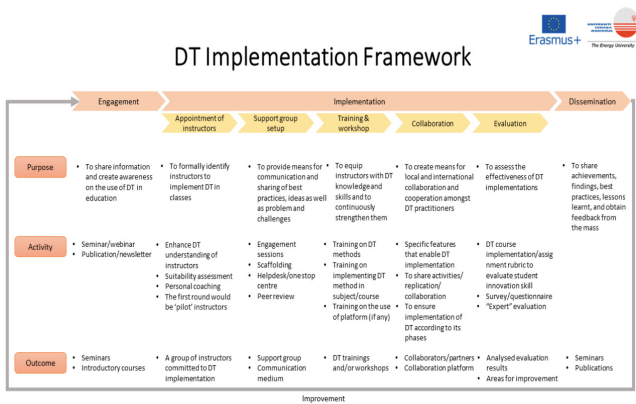 Erasmus+
UNIVERSITI
TENAGA
NASIONAL
The Energy University
DT Implementation Framework
Engagement
Implementation
Dissemination
Appointment of
instructors
Support group
setup
Training &
workshop
Collaboration
Evaluation
Purpose
• To share information
and create awareness
on the use of DT in
education
• To formally identify
instructors to
implement DT in
classes
• To provide means for
communication and
sharing of best
practices, ideas as well
as problem and
challenges
• To equip
instructors with DT
knowledge and
skills and to
continuously
strengthen them
• To create means for
local and international
collaboration and
cooperation amongst
DT practitioners
• To assess the
effectiveness of DT
implementations
• To share
achievements,
findings, best
practices, lessons
learnt, and obtain
feedback from
the mass
Activity
• Seminar/webinar
• Publication/newsletter
• Enhance DT
understanding of
instructors
• Suitability assessment
• Personal coaching
• The first round would
be 'pilot' instructors
• Engagement
sessions
• Scaffolding
• Helpdesk/one stop
centre
• Peer review
• Training on DT
methods
• Training on
implementing DT
method in
subject/course
• Training on the use
of platform (if any)
• Specific features
that enable DT
implementation
• To share activities/
replication/
collaboration
• To ensure
implementation of
DT according to its
phases
• DT course
implementation/assig
nment rubric to
evaluate student
innovation skill
• Survey/questionnaire
• "Expert" evaluation
Outcome
• Seminars
• Introductory courses
• A group of instructors
committed to DT
implementation
• Support group
• Communication
medium
• DT trainings
and/or workshops
• Collaborators/partners
• Collaboration platform
• Analysed evaluation
results
• Areas for improvement
• Seminars
• Publications
Improvement